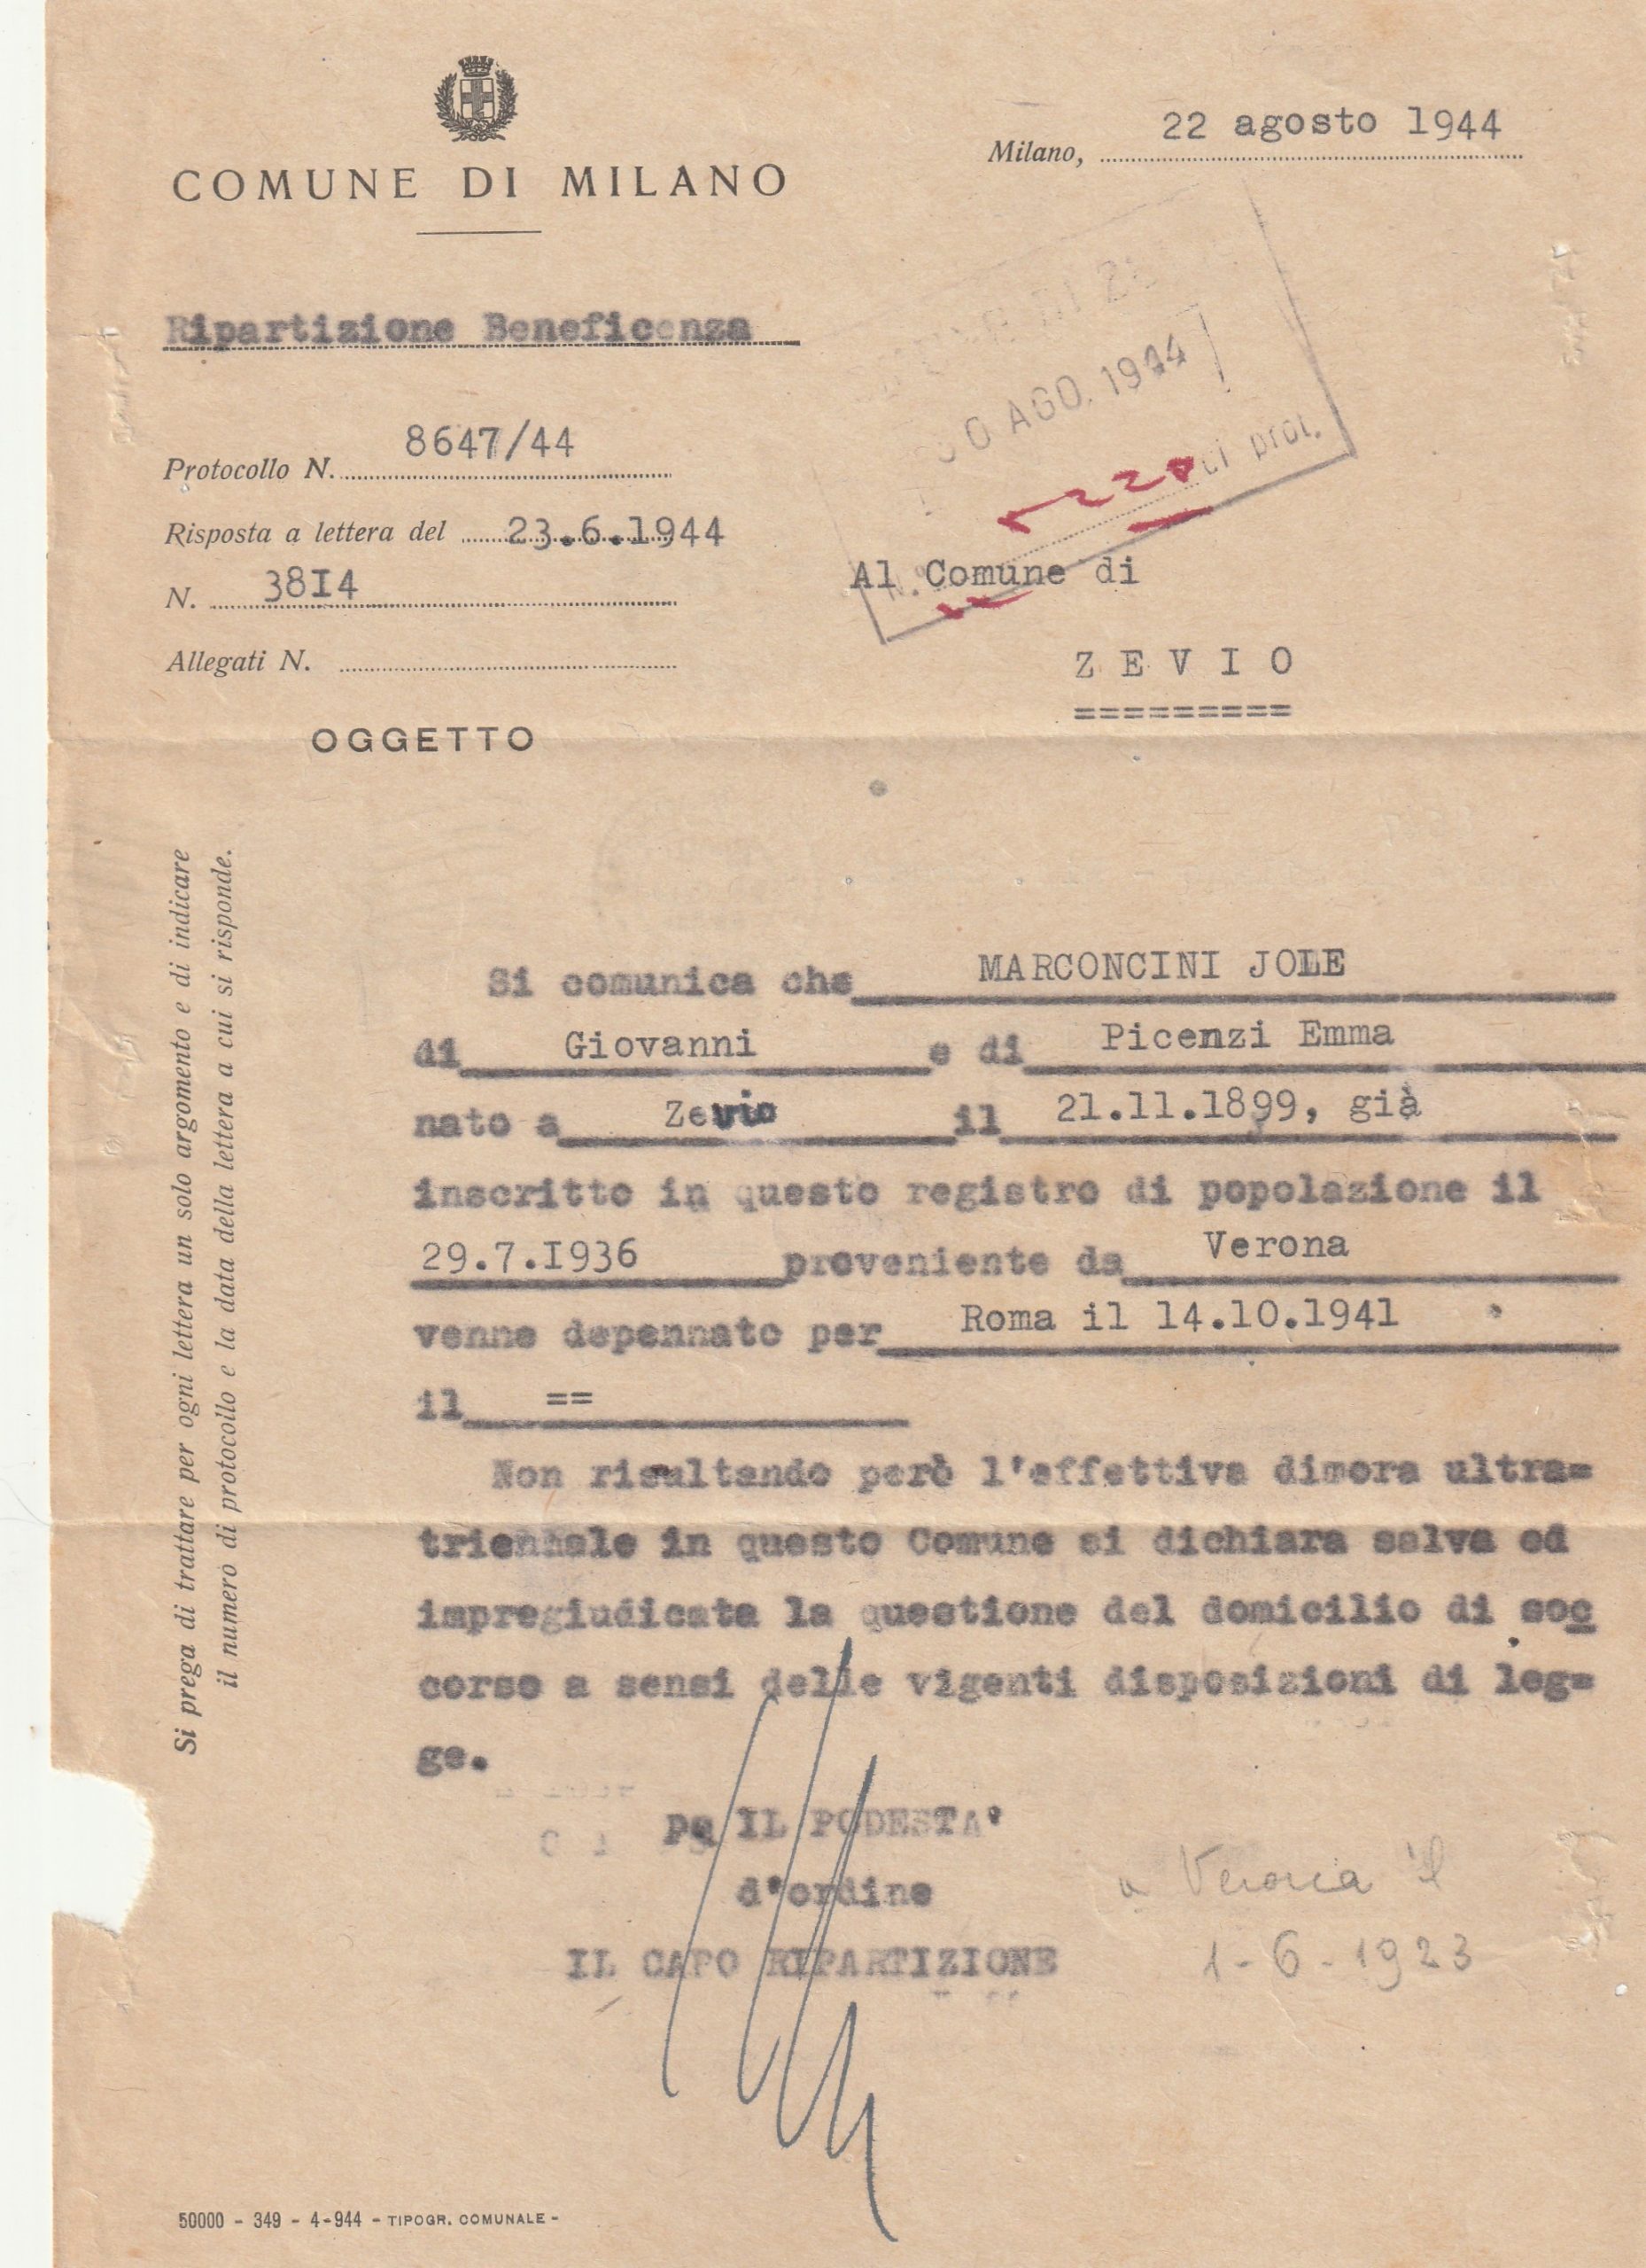 COMUNE DI MILANO
Milano, 22 agosto 1944
Ripartizione Beneficenza
0 AGO. 1944
di prot.
Protocollo N. 8647/44
Risposta a lettera del 23.6.1944
N. 38I4
Allegati N.
Al Comune di
Z E V I O
=========
OGGETTO
Si prega di trattare per ogni lettera un solo argomento e di indicare
il numero di protocollo e la data della lettera a cui si risponde.
Si comunica che MARCONCINI JOLE
di Giovanni e di Picenzi Emma
nato a Zevio il 21.11.1899, già
inscritto in questo registro di popolazione il
29.7.I936 proveniente da Verona
venne depennato per Roma il 14.10.1941
il ==
Non risultando però l'effettiva dimora ultra=
triennale in questo Comune si dichiara salva ed
impregiudicata la questione del domicilio di soc
corso a sensi delle vigenti disposizioni di leg=
ge.
pe IL PODESTA'
d'ordine
IL CAPO RIPARTIZIONE
a Verona il
1-6-1923
50000 - 349 - 4-944 - TIPOGR. COMUNALE -